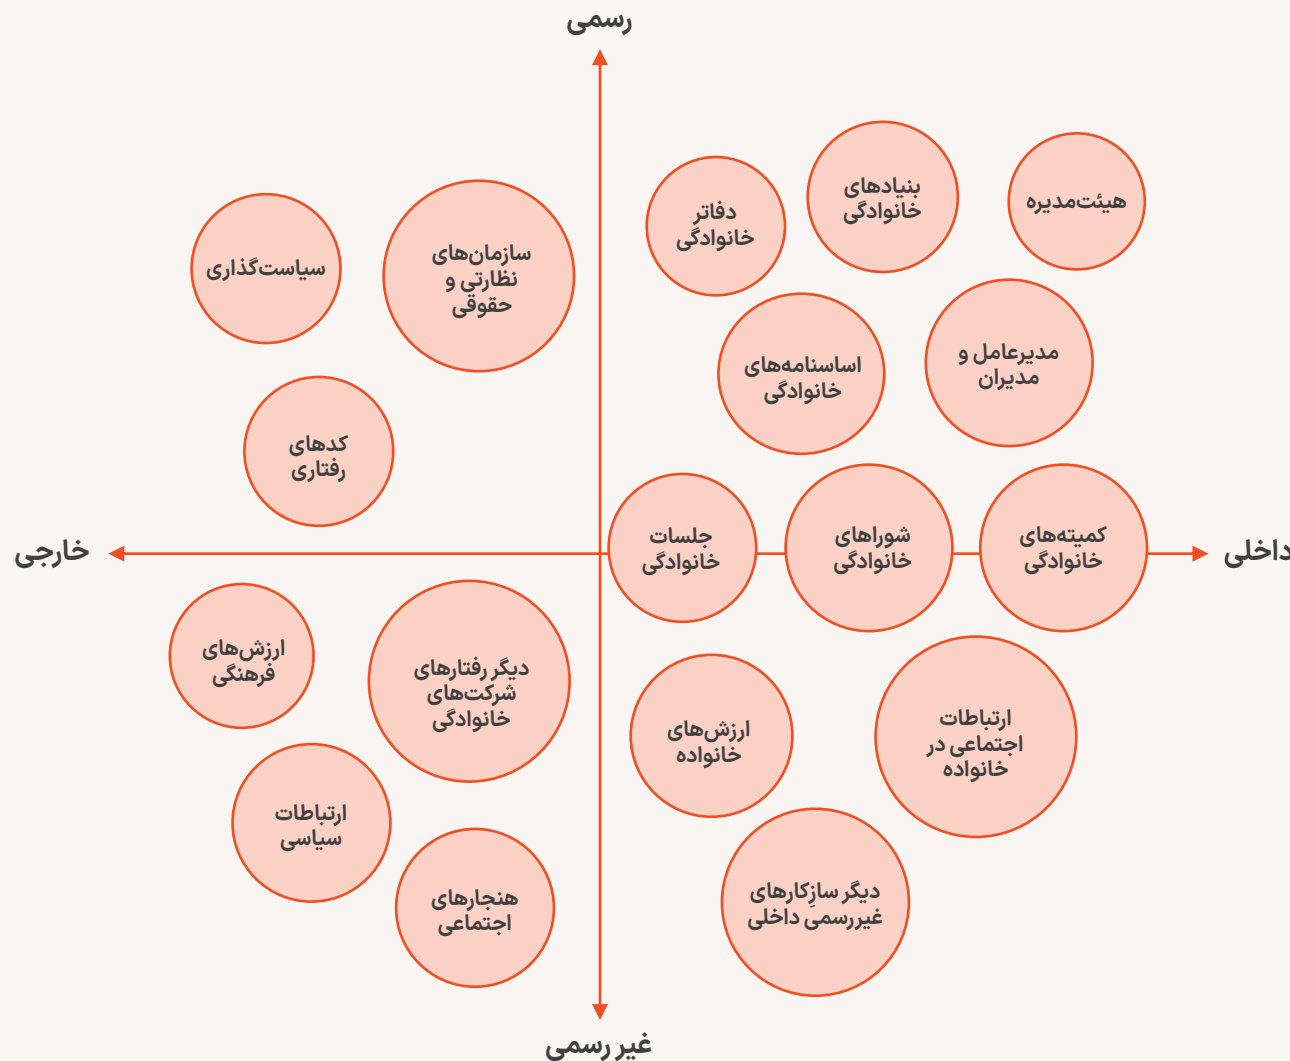 رسمی
هیئت‌مدیره
بنیادهای
خانوادگی
دفاتر
خانوادگی
مدیرعامل و
مدیران
اساسنامه‌های
خانوادگی
سازمان‌های
نظارتی و
حقوقی
سیاست‌گذاری
کدهای
رفتاری
داخلی
کمیته‌های
خانوادگی
شوراهای
خانوادگی
جلسات
خانوادگی
خارجی
ارتباطات
اجتماعی در
خانواده
ارزش‌های
خانواده
دیگر سازِکارهای
غیررسمی داخلی
دیگر رفتارهای
شرکت‌های
خانوادگی
ارزش‌های
فرهنگی
ارتباطات
سیاسی
هنجارهای
اجتماعی
غیر رسمی